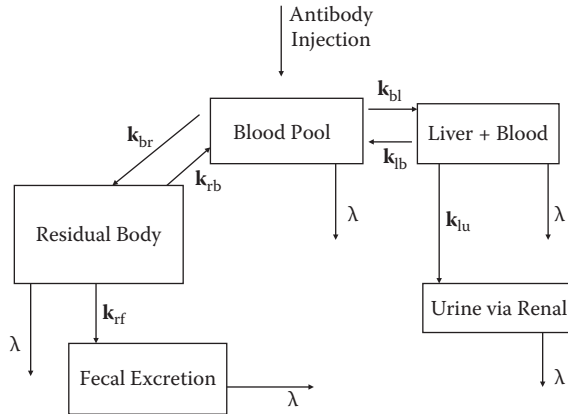 Antibody
Injection
k_bl
Blood Pool
Liver + Blood
k_br
k_lb
k_rb
λ
λ
k_lu
Residual Body
Urine via Renal
λ
k_rf
λ
Fecal Excretion
λ